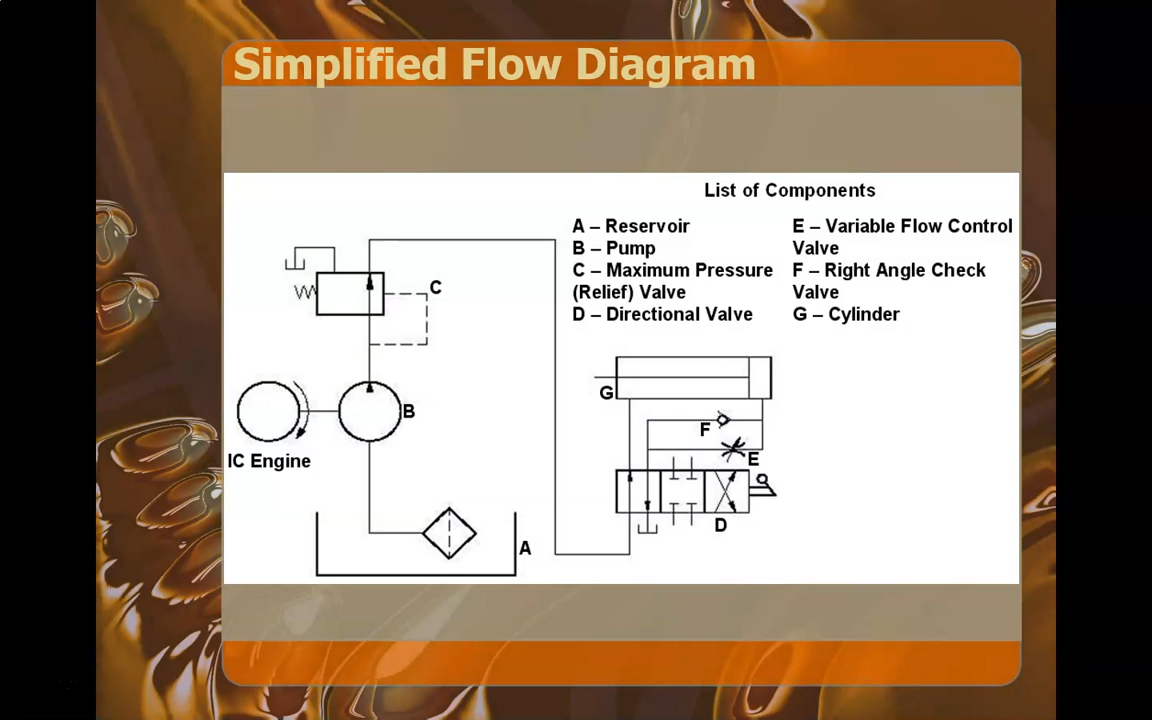 Simplified Flow Diagram
List of Components
A – Reservoir
B – Pump
C – Maximum Pressure
(Relief) Valve
D – Directional Valve
E – Variable Flow Control
Valve
F – Right Angle Check
Valve
G – Cylinder
C
G
B
F
E
IC Engine
D
A